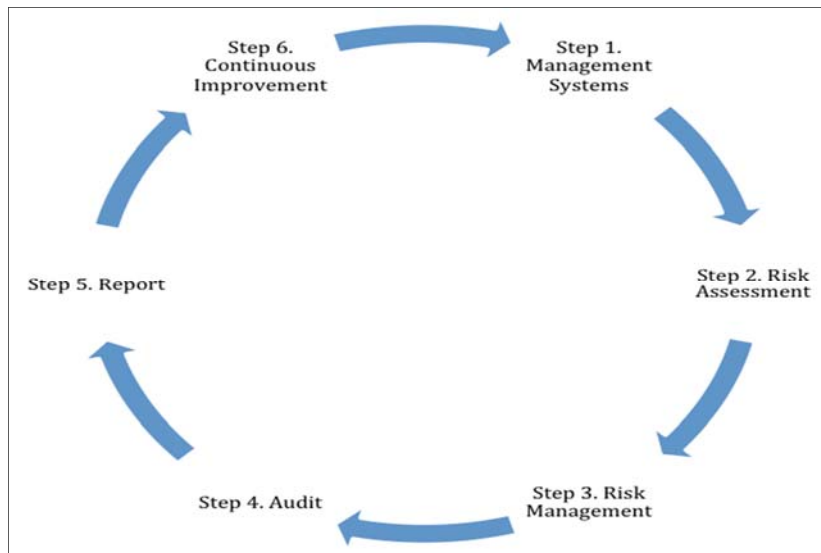 Step 1.
Management
Systems
Step 2. Risk
Assessment
Step 3. Risk
Management
Step 4. Audit
Step 5. Report
Step 6.
Continuous
Improvement